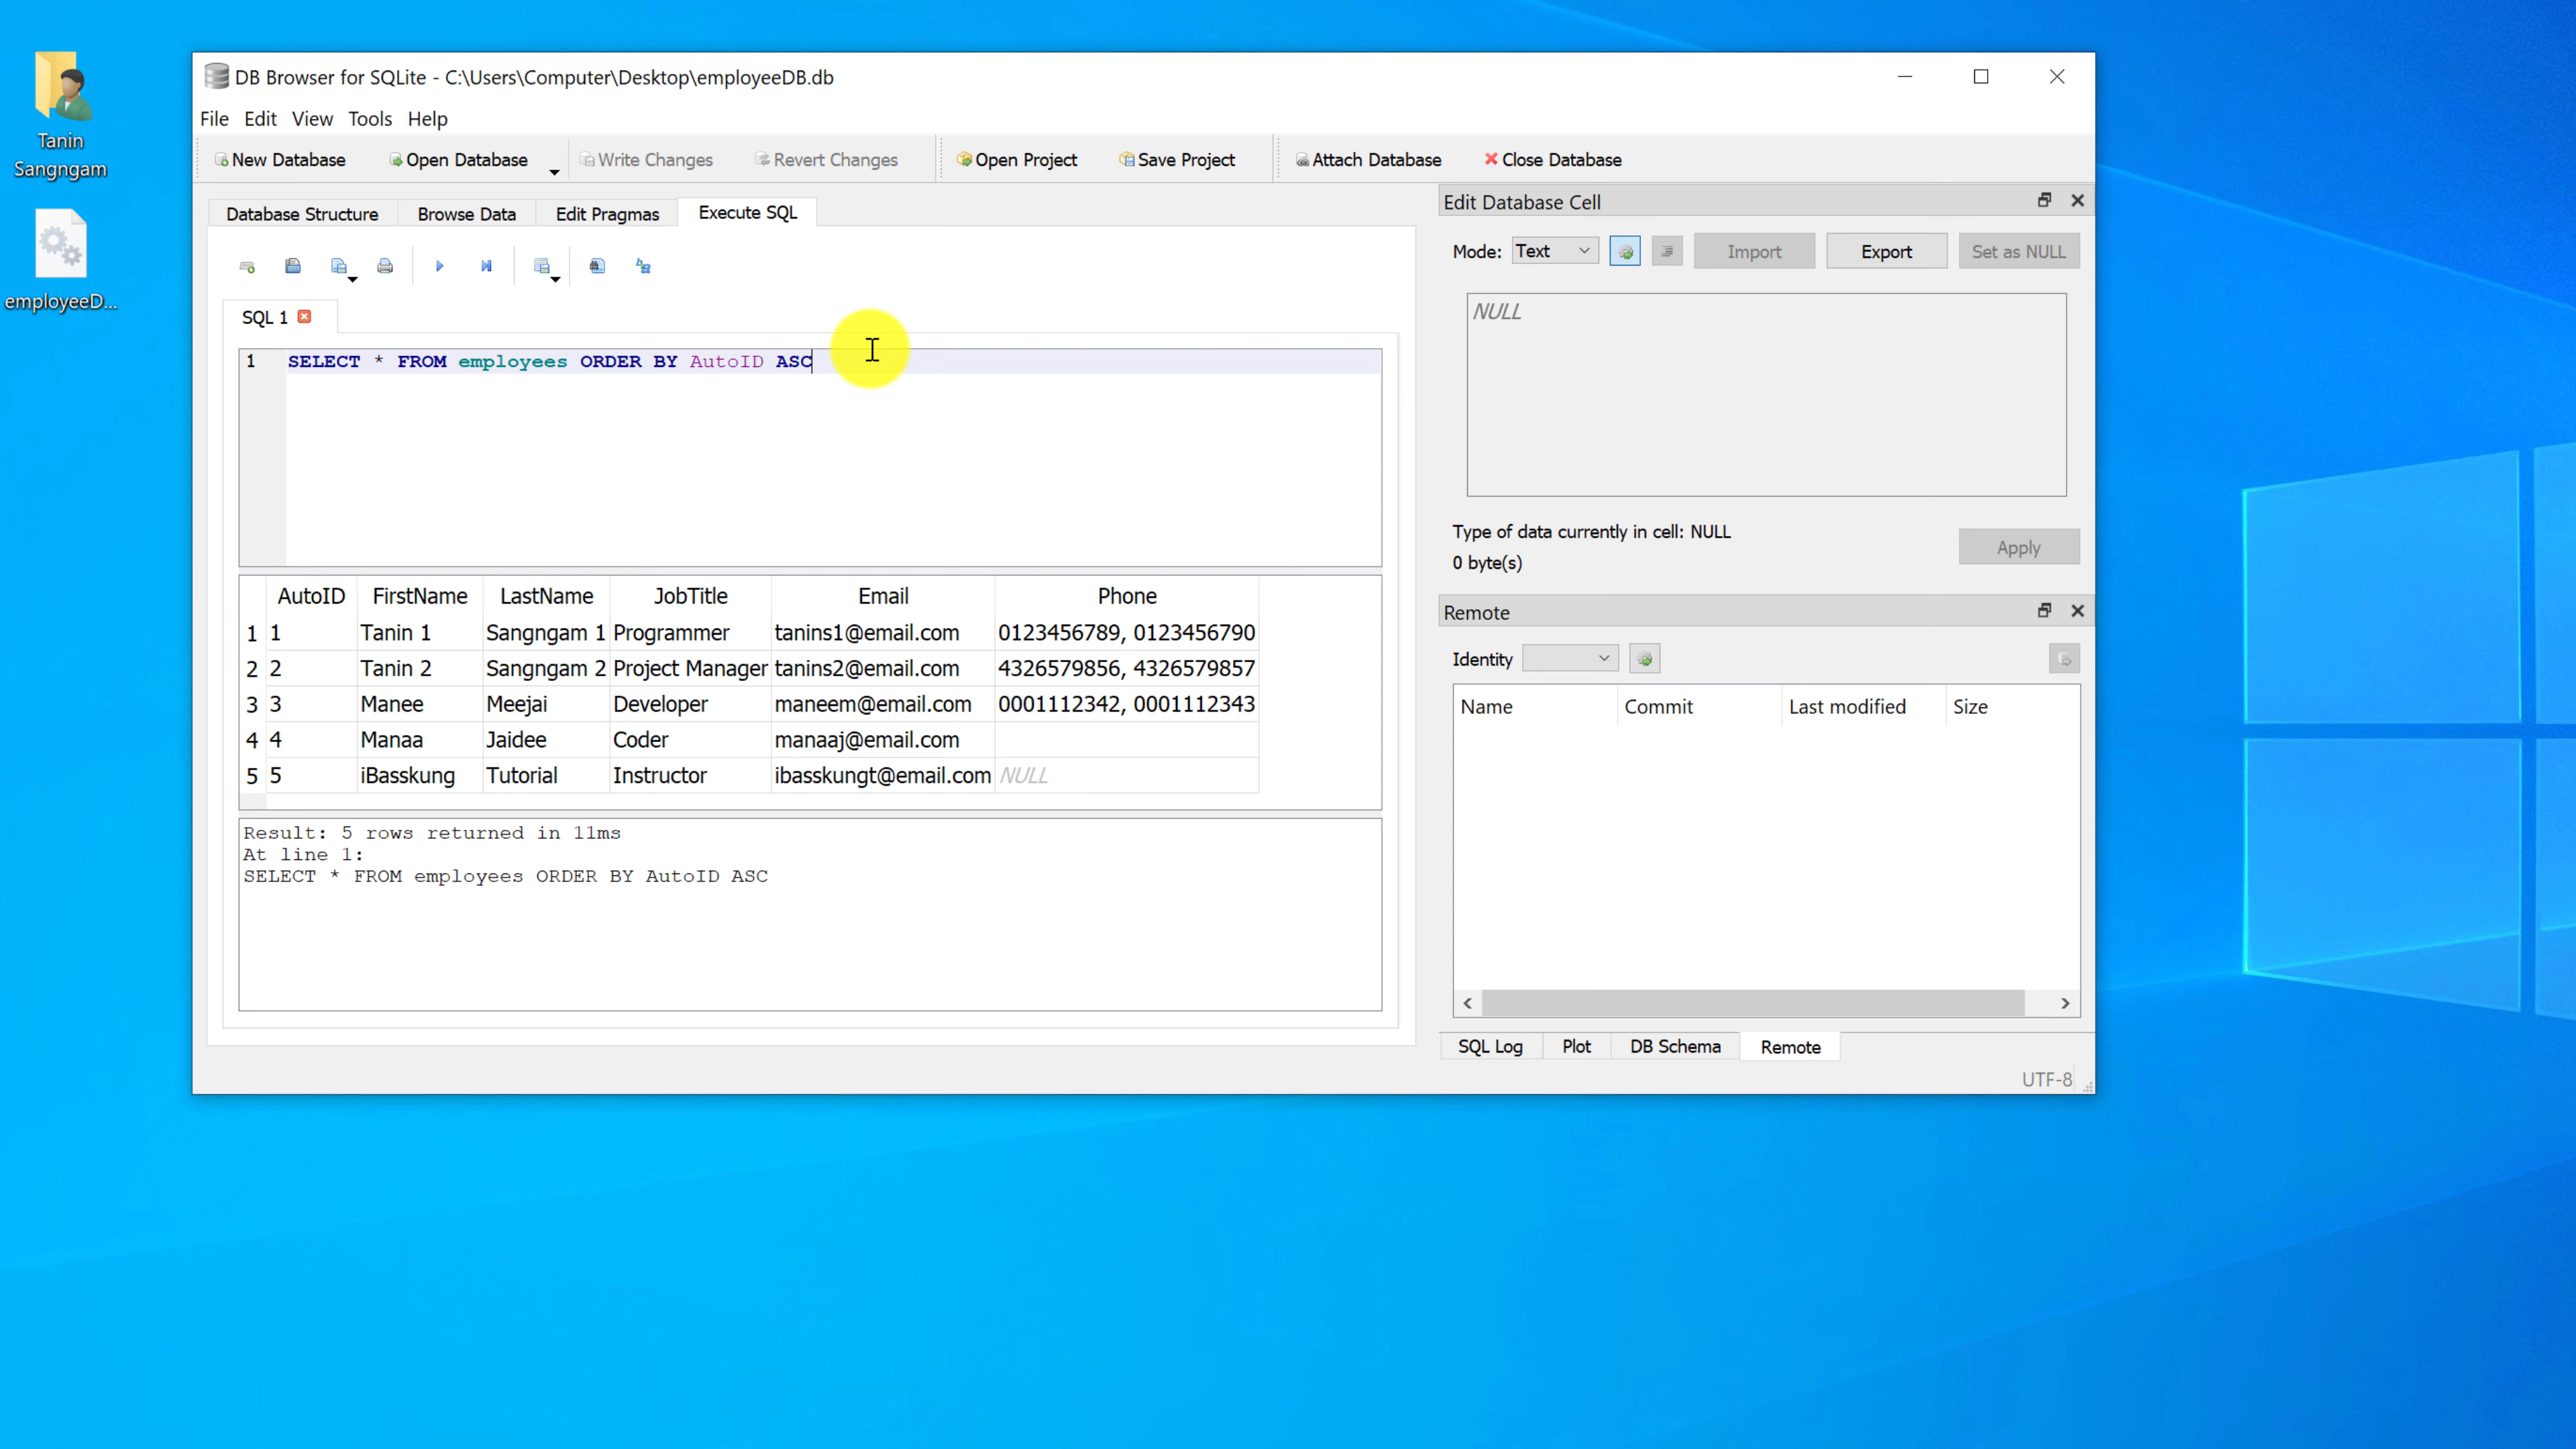 Tanin
Sangngam
employeeD...
DB Browser for SQLite - C:\Users\Computer\Desktop\employeeDB.db
File Edit View Tools Help
New Database Open Database Write Changes Revert Changes Open Project Save Project Attach Database Close Database
Database Structure Browse Data Edit Pragmas Execute SQL
SQL 1
1 SELECT * FROM employees ORDER BY AutoID ASC
AutoID FirstName LastName JobTitle Email Phone
1 1 Tanin 1 Sangngam 1 Programmer tanins1@email.com 0123456789, 0123456790
2 2 Tanin 2 Sangngam 2 Project Manager tanins2@email.com 4326579856, 4326579857
3 3 Manee Meejai Developer maneem@email.com 0001112342, 0001112343
4 4 Manaa Jaidee Coder manaaj@email.com
5 5 iBasskung Tutorial Instructor ibasskungt@email.com NULL
Result: 5 rows returned in 11ms
At line 1:
SELECT * FROM employees ORDER BY AutoID ASC
Edit Database Cell
Mode: Text Import Export Set as NULL
NULL
Type of data currently in cell: NULL
0 byte(s)
Apply
Remote
Identity
Name Commit Last modified Size
SQL Log Plot DB Schema Remote
UTF-8